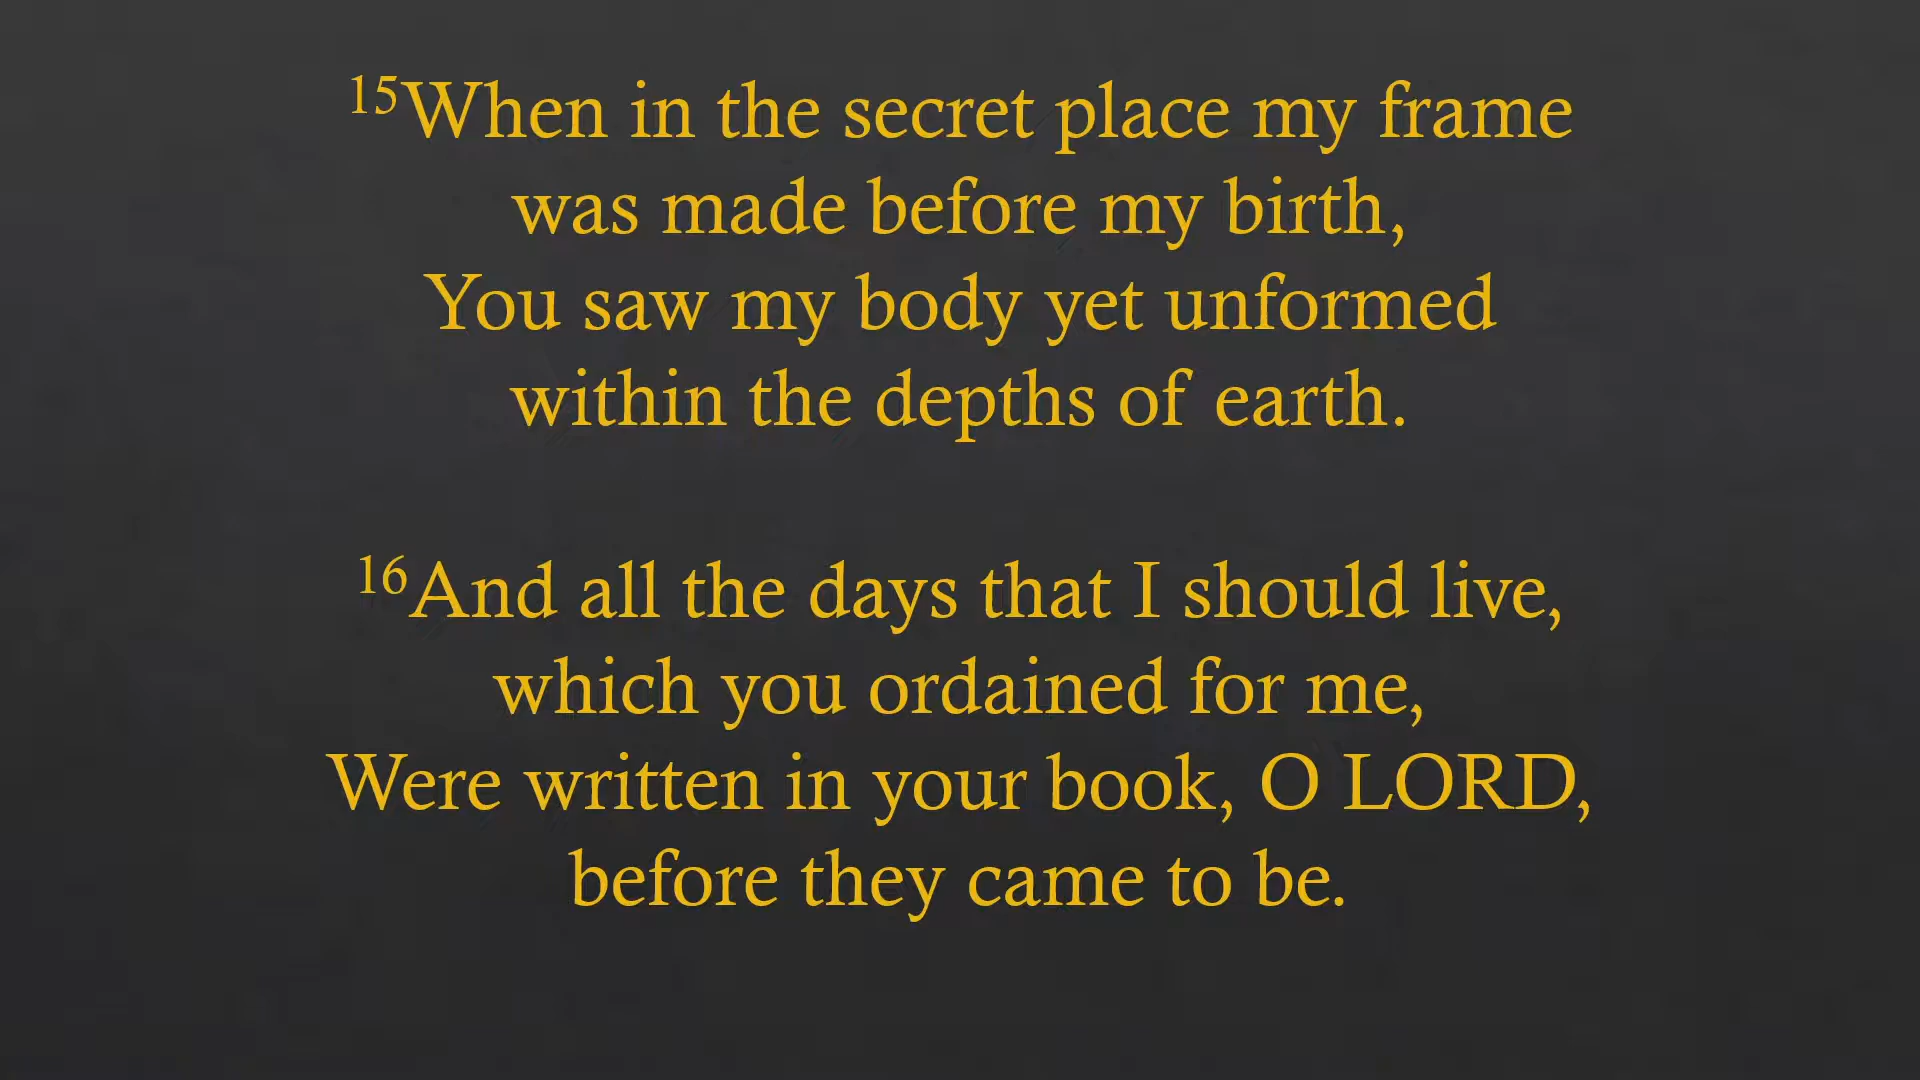 15When in the secret place my frame
was made before my birth,
You saw my body yet unformed
within the depths of earth.
16And all the days that I should live,
which you ordained for me,
Were written in your book, O LORD,
before they came to be.